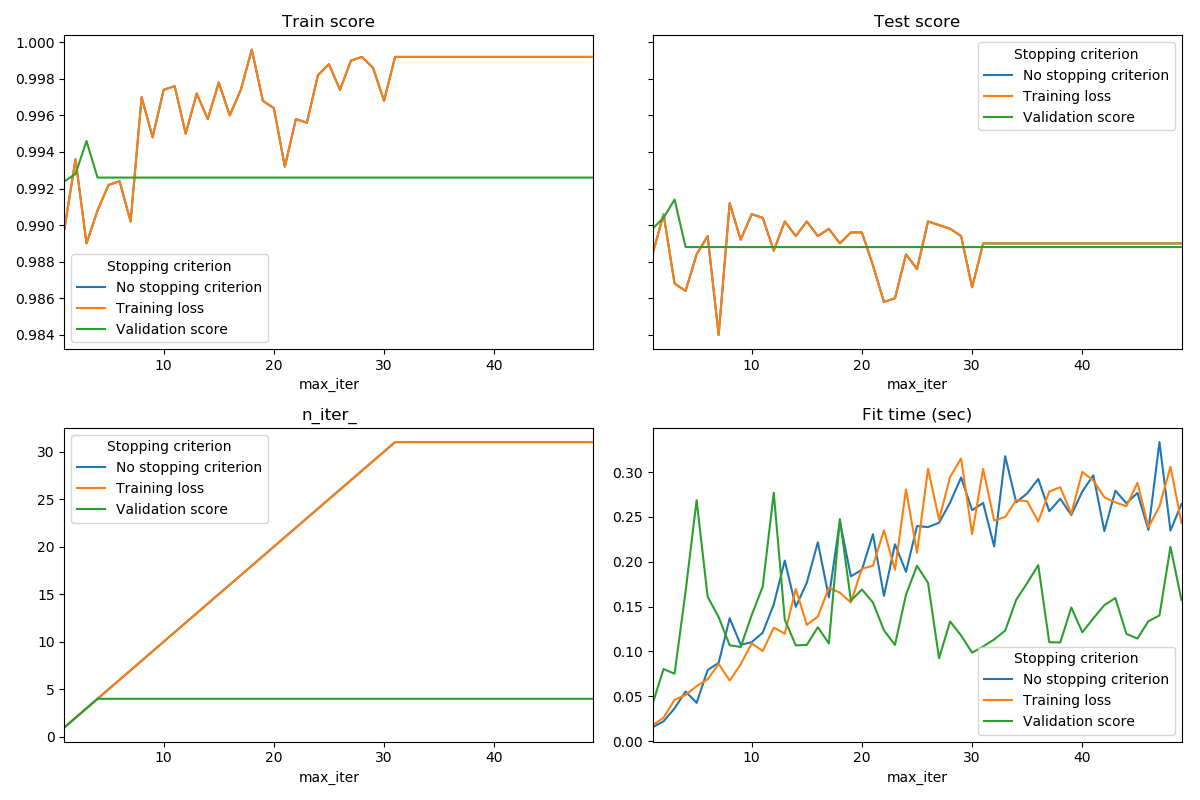 Train score
1.000
0.998
0.996
0.994
0.992
0.990
0.988
0.986
0.984
Stopping criterion
No stopping criterion
Training loss
Validation score
10 20 30 40
max_iter
Test score
Stopping criterion
No stopping criterion
Training loss
Validation score
10 20 30 40
max_iter
n_iter_
30
25
20
15
10
5
0
Stopping criterion
No stopping criterion
Training loss
Validation score
10 20 30 40
max_iter
Fit time (sec)
0.30
0.25
0.20
0.15
0.10
0.05
0.00
Stopping criterion
No stopping criterion
Training loss
Validation score
10 20 30 40
max_iter